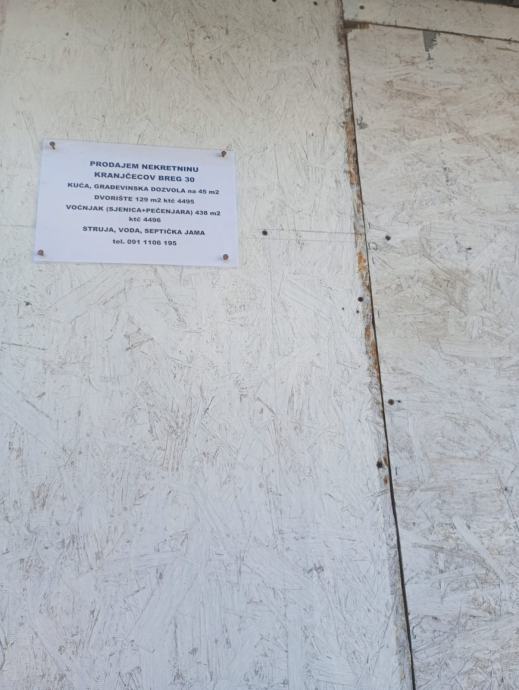 PRODAJEM NEKRETNINU
KRANJČECOV BREG 30
KUĆA, GRAĐEVINSKA DOZVOLA na 45 m2
DVORIŠTE 129 m2 ktč 4495
VOĆNJAK (SJENICA+PEČENJARA) 438 m2
ktč 4496
STRUJA, VODA, SEPTIČKA JAMA
tel. 091 1106 195